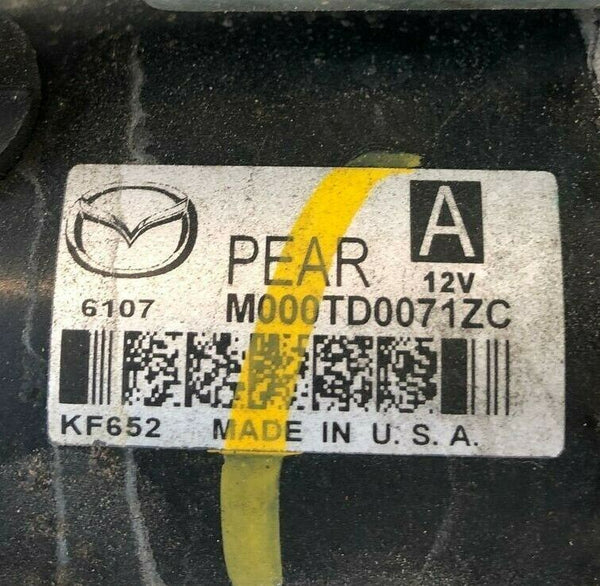 PEAR
A
12V
6107
M000TD0071ZC
KF652
MADE IN U.S.A.